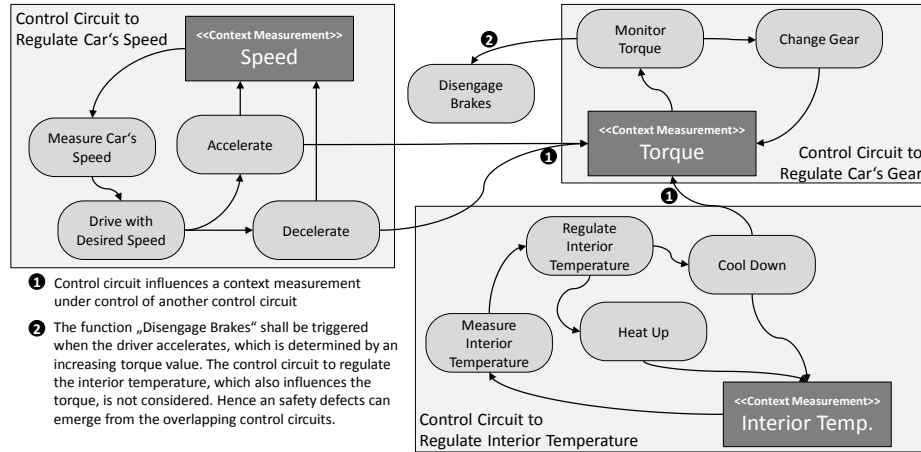 Control Circuit to
Regulate Car‘s Speed
<<Context Measurement>>
Speed
Measure Car‘s
Speed
Accelerate
Drive with
Desired Speed
Decelerate
2
Disengage
Brakes
Monitor
Torque
Change Gear
<<Context Measurement>>
Torque
1
Control Circuit to
Regulate Car‘s Gear
1
Regulate
Interior
Temperature
Cool Down
Measure
Interior
Temperature
Heat Up
<<Context Measurement>>
Interior Temp.
Control Circuit to
Regulate Interior Temperature
1 Control circuit influences a context measurement
under control of another control circuit
2 The function „Disengage Brakes“ shall be triggered
when the driver accelerates, which is determined by an
increasing torque value. The control circuit to regulate
the interior temperature, which also influences the
torque, is not considered. Hence an safety defects can
emerge from the overlapping control circuits.